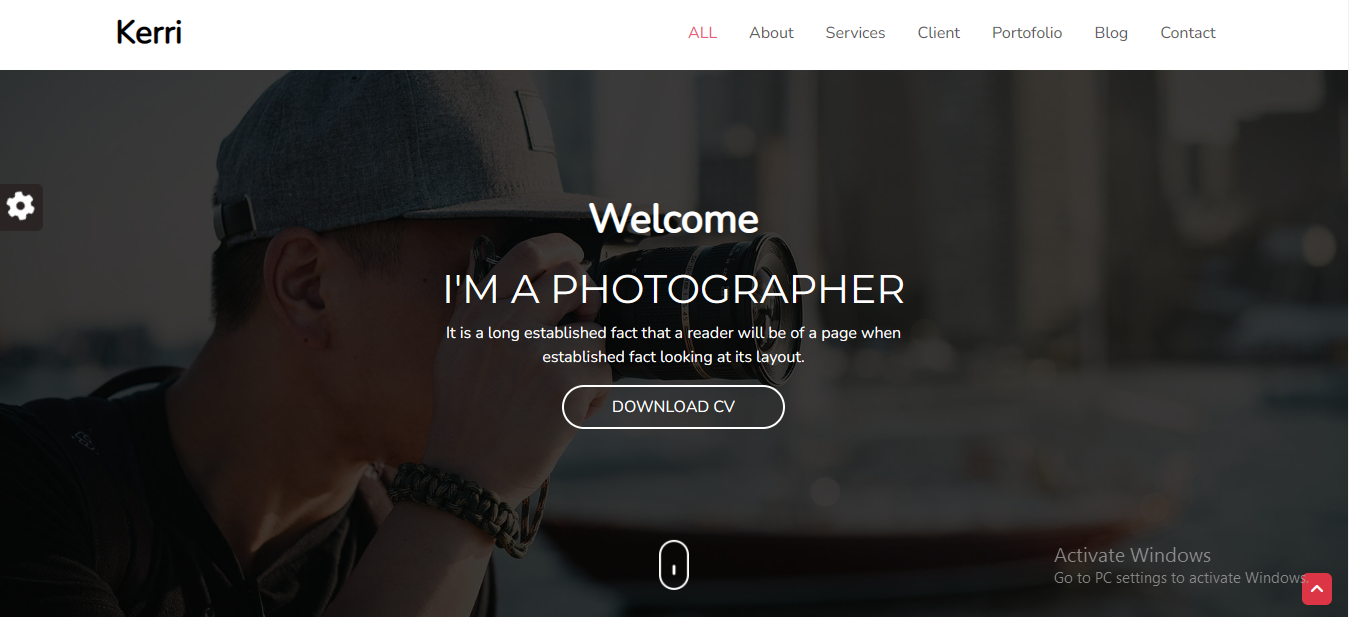 Kerri
ALL About Services Client Portofolio Blog Contact
Welcome
I'M A PHOTOGRAPHER
It is a long established fact that a reader will be of a page when
established fact looking at its layout.
DOWNLOAD CV
Activate Windows
Go to PC settings to activate Windows.